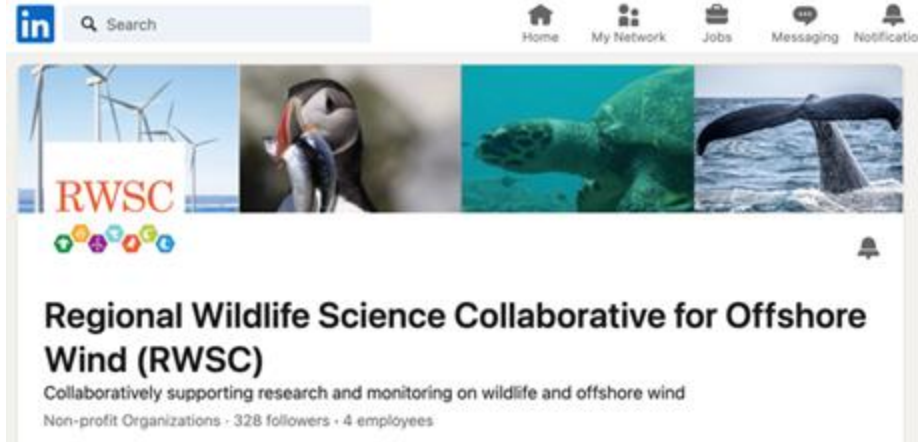 in
Search
Home
My Network
Jobs
Messaging
Notificatio
RWSC
Regional Wildlife Science Collaborative for Offshore
Wind (RWSC)
Collaboratively supporting research and monitoring on wildlife and offshore wind
Non-profit Organizations · 328 followers · 4 employees